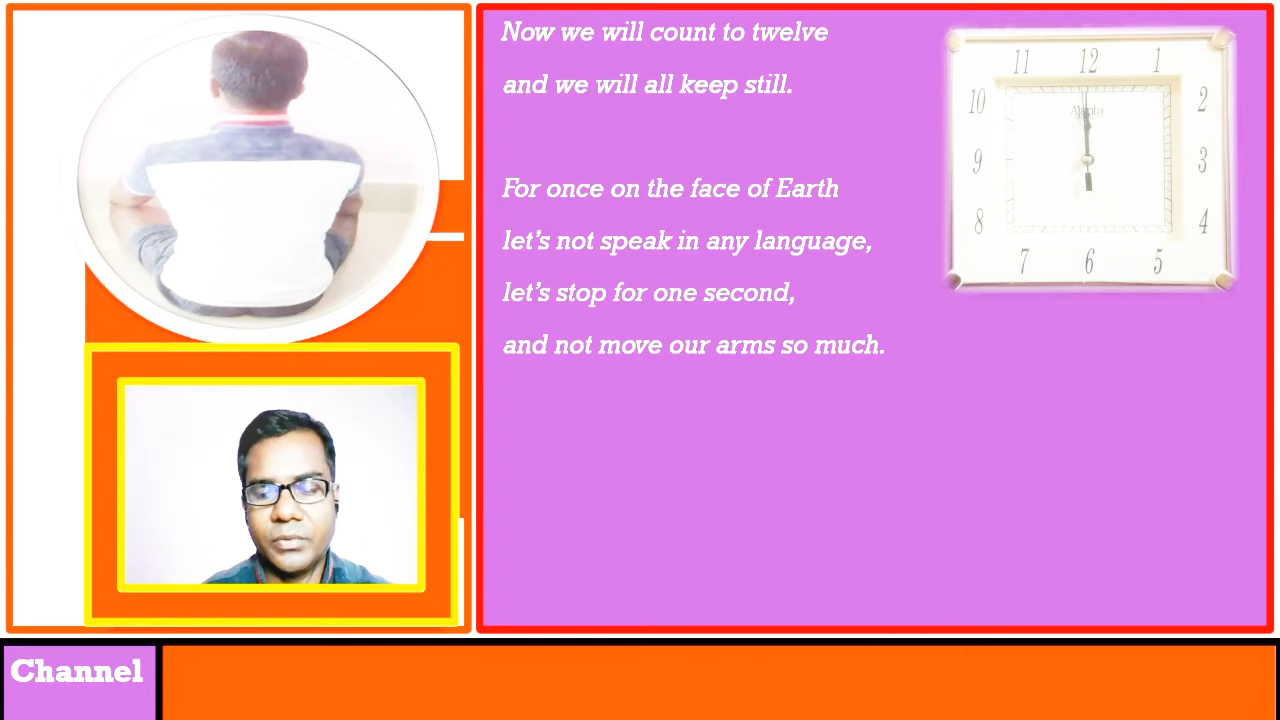 Now we will count to twelve
and we will all keep still.
For once on the face of Earth
let's not speak in any language,
let's stop for one second,
and not move our arms so much.
11 12 1
10 2
9 3
8 4
7 6 5
Ajanta
Channel